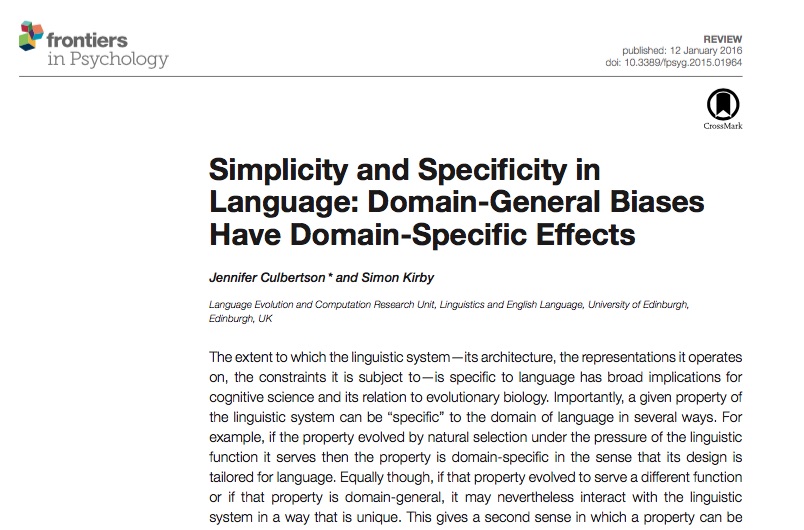 frontiers
in Psychology
REVIEW
published: 12 January 2016
doi: 10.3389/fpsyg.2015.01964
CrossMark
Simplicity and Specificity in
Language: Domain-General Biases
Have Domain-Specific Effects
Jennifer Culbertson* and Simon Kirby
Language Evolution and Computation Research Unit, Linguistics and English Language, University of Edinburgh,
Edinburgh, UK
The extent to which the linguistic system—its architecture, the representations it operates
on, the constraints it is subject to—is specific to language has broad implications for
cognitive science and its relation to evolutionary biology. Importantly, a given property of
the linguistic system can be “specific” to the domain of language in several ways. For
example, if the property evolved by natural selection under the pressure of the linguistic
function it serves then the property is domain-specific in the sense that its design is
tailored for language. Equally though, if that property evolved to serve a different function
or if that property is domain-general, it may nevertheless interact with the linguistic
system in a way that is unique. This gives a second sense in which a property can be